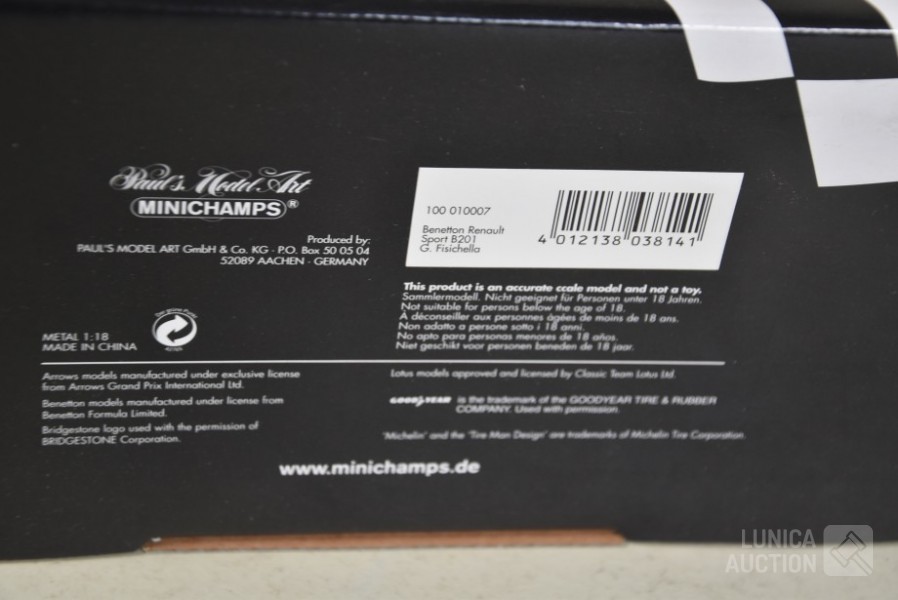 Paul's Model Art
MINICHAMPS®
Produced by:
PAUL'S MODEL ART GmbH & Co. KG · P.O. Box 50 05 04
52089 AACHEN · GERMANY
METAL 1:18
MADE IN CHINA
100 010007
Benetton Renault
Sport B201
G. Fisichella
4 012138 038141
This product is an accurate ccale model and not a toy.
Sammlermodell. Nicht geeignet für Personen unter 18 Jahren.
Not suitable for persons below the age of 18.
À déconseiller aux personnes âgées de moins de 18 ans.
Non adatto a persone sotto i 18 anni.
No apto para personas menores de 18 años.
Niet geschikt voor personen beneden de 18 jaar.
Arrows models manufactured under exclusive license
from Arrows Grand Prix International Ltd.
Benetton models manufactured under license from
Benetton Formula Limited.
Bridgestone logo used with the permission of
BRIDGESTONE Corporation.
Lotus models approved and licensed by Classic Team Lotus Ltd.
GOODYEAR is the trademark of the GOODYEAR TIRE & RUBBER
COMPANY. Used with permission.
'Michelin' and the 'Tire Man Design' are trademarks of Michelin Tire Corporation.
www.minichamps.de
LUNICA
AUCTION